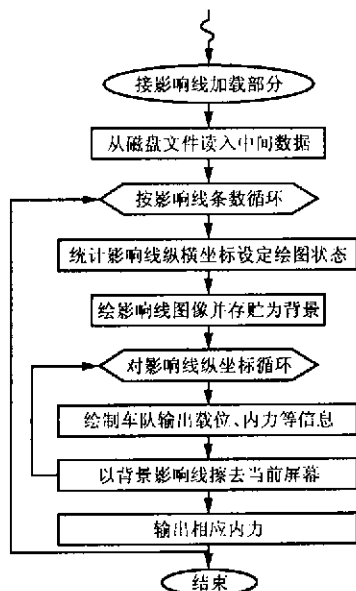 接影响线加载部分
从磁盘文件读入中间数据
按影响线条数循环
统计影响线纵横坐标设定绘图状态
绘影响线图像并存贮为背景
对影响线纵坐标循环
绘制车队输出载位、内力等信息
以背景影响线擦去当前屏幕
输出相应内力
结束